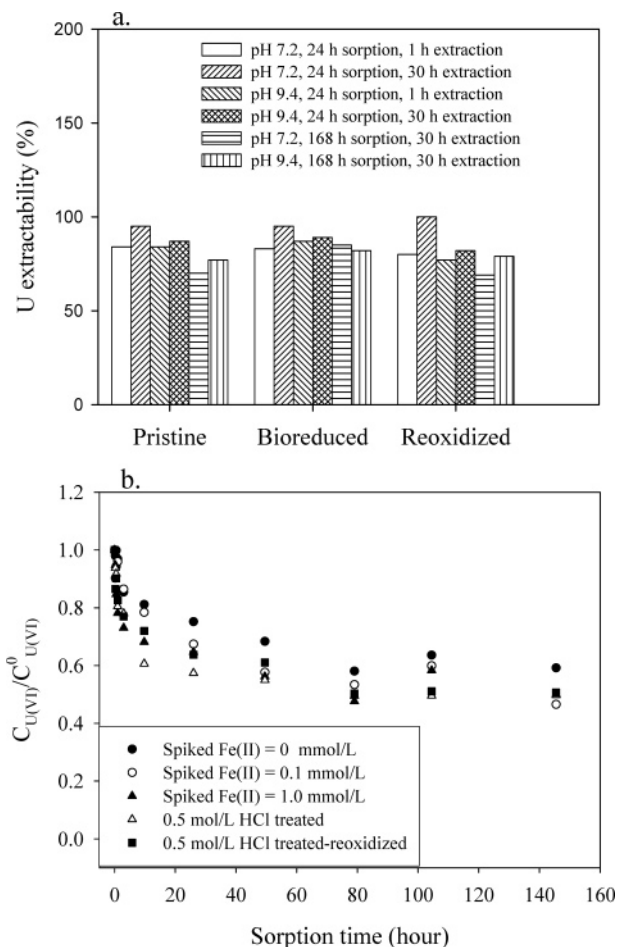 a.
200
150
100
50
0
U extractability (%)
pH 7.2, 24 h sorption, 1 h extraction
pH 7.2, 24 h sorption, 30 h extraction
pH 9.4, 24 h sorption, 1 h extraction
pH 9.4, 24 h sorption, 30 h extraction
pH 7.2, 168 h sorption, 30 h extraction
pH 9.4, 168 h sorption, 30 h extraction
Pristine Bioreduced Reoxidized
b.
1.2
1.0
0.8
0.6
0.4
0.2
0.0
C_U(VI)/C^0_U(VI)
Spiked Fe(II) = 0 mmol/L
Spiked Fe(II) = 0.1 mmol/L
Spiked Fe(II) = 1.0 mmol/L
0.5 mol/L HCl treated
0.5 mol/L HCl treated-reoxidized
0 20 40 60 80 100 120 140 160
Sorption time (hour)